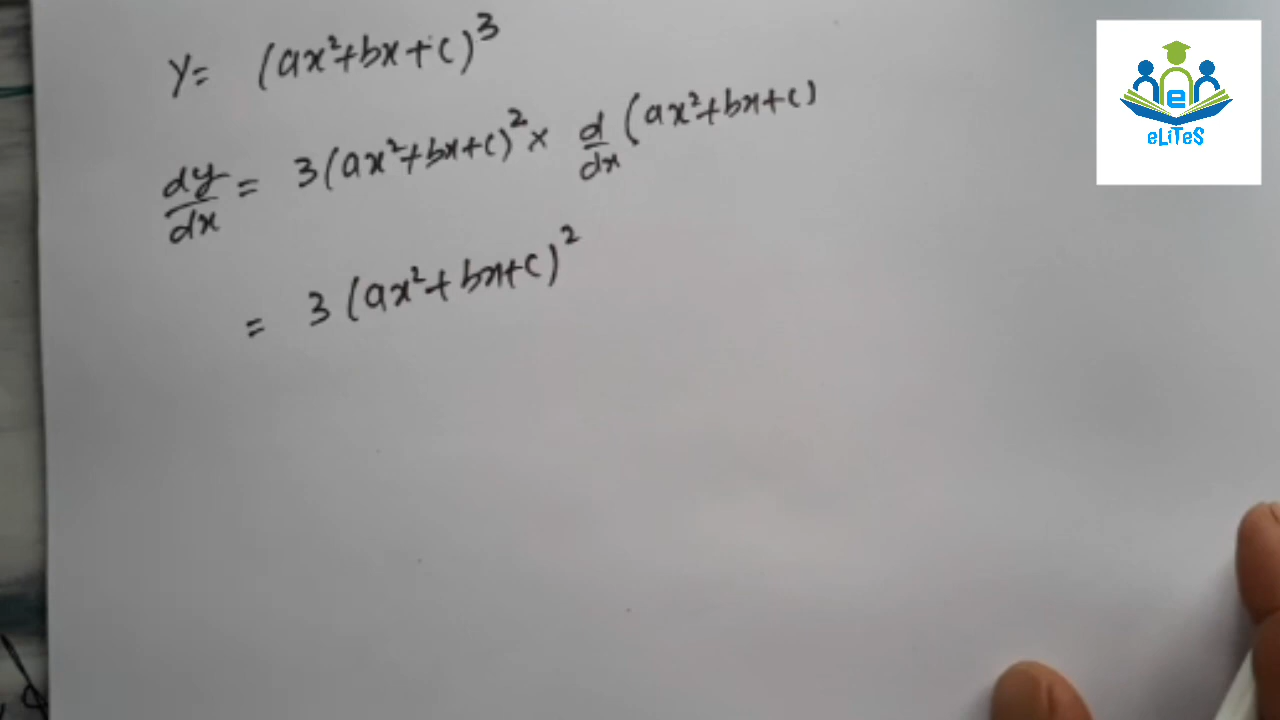 y = (ax²+bx+c)³
e
eLiTeS
dy/dx = 3(ax²+bx+c)² × d/dx (ax²+bx+c)
= 3(ax²+bx+c)²